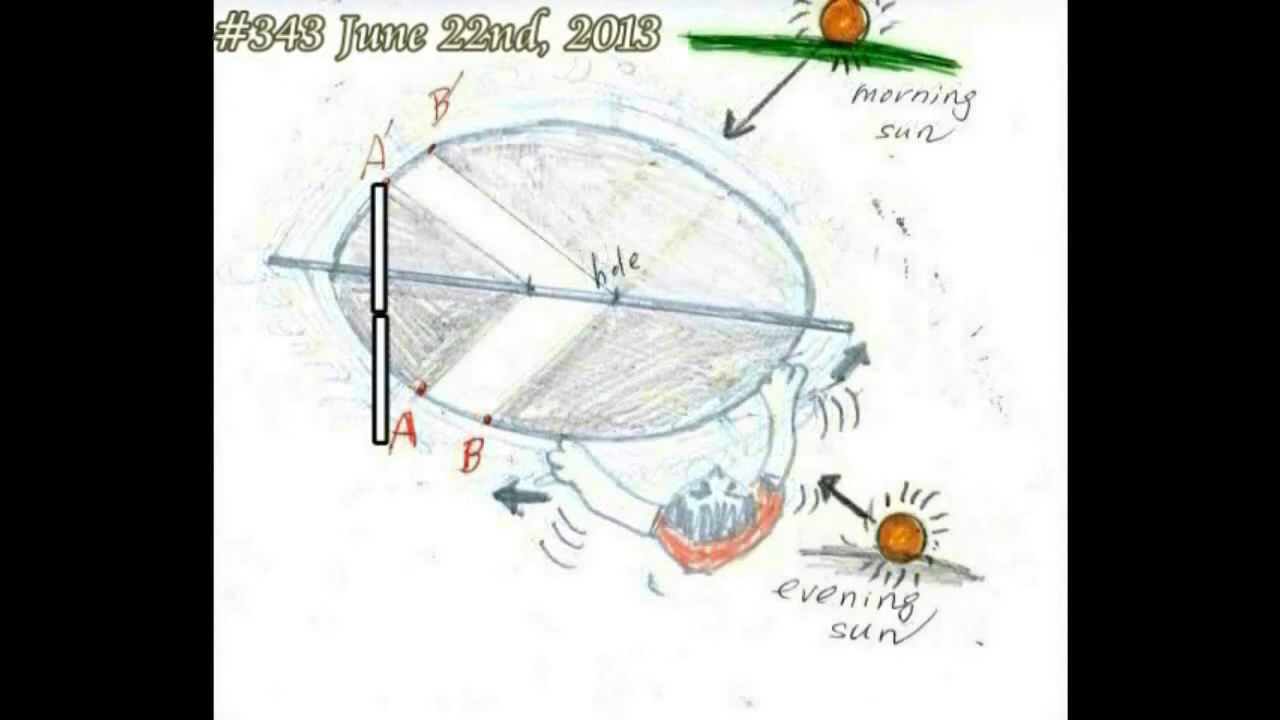 #343 June 22nd, 2013
morning
sun
B'
A'
hole
A
B
evening
sun